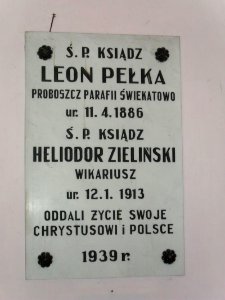 Ś.P. KSIĄDZ
LEON PEŁKA
PROBOSZCZ PARAFII ŚWIEKATOWO
ur. 11.4.1886
Ś.P. KSIĄDZ
HELIODOR ZIELIŃSKI
WIKARIUSZ
ur. 12.1.1913
ODDALI ŻYCIE SWOJE
CHRYSTUSOWI i POLSCE
1939 r.